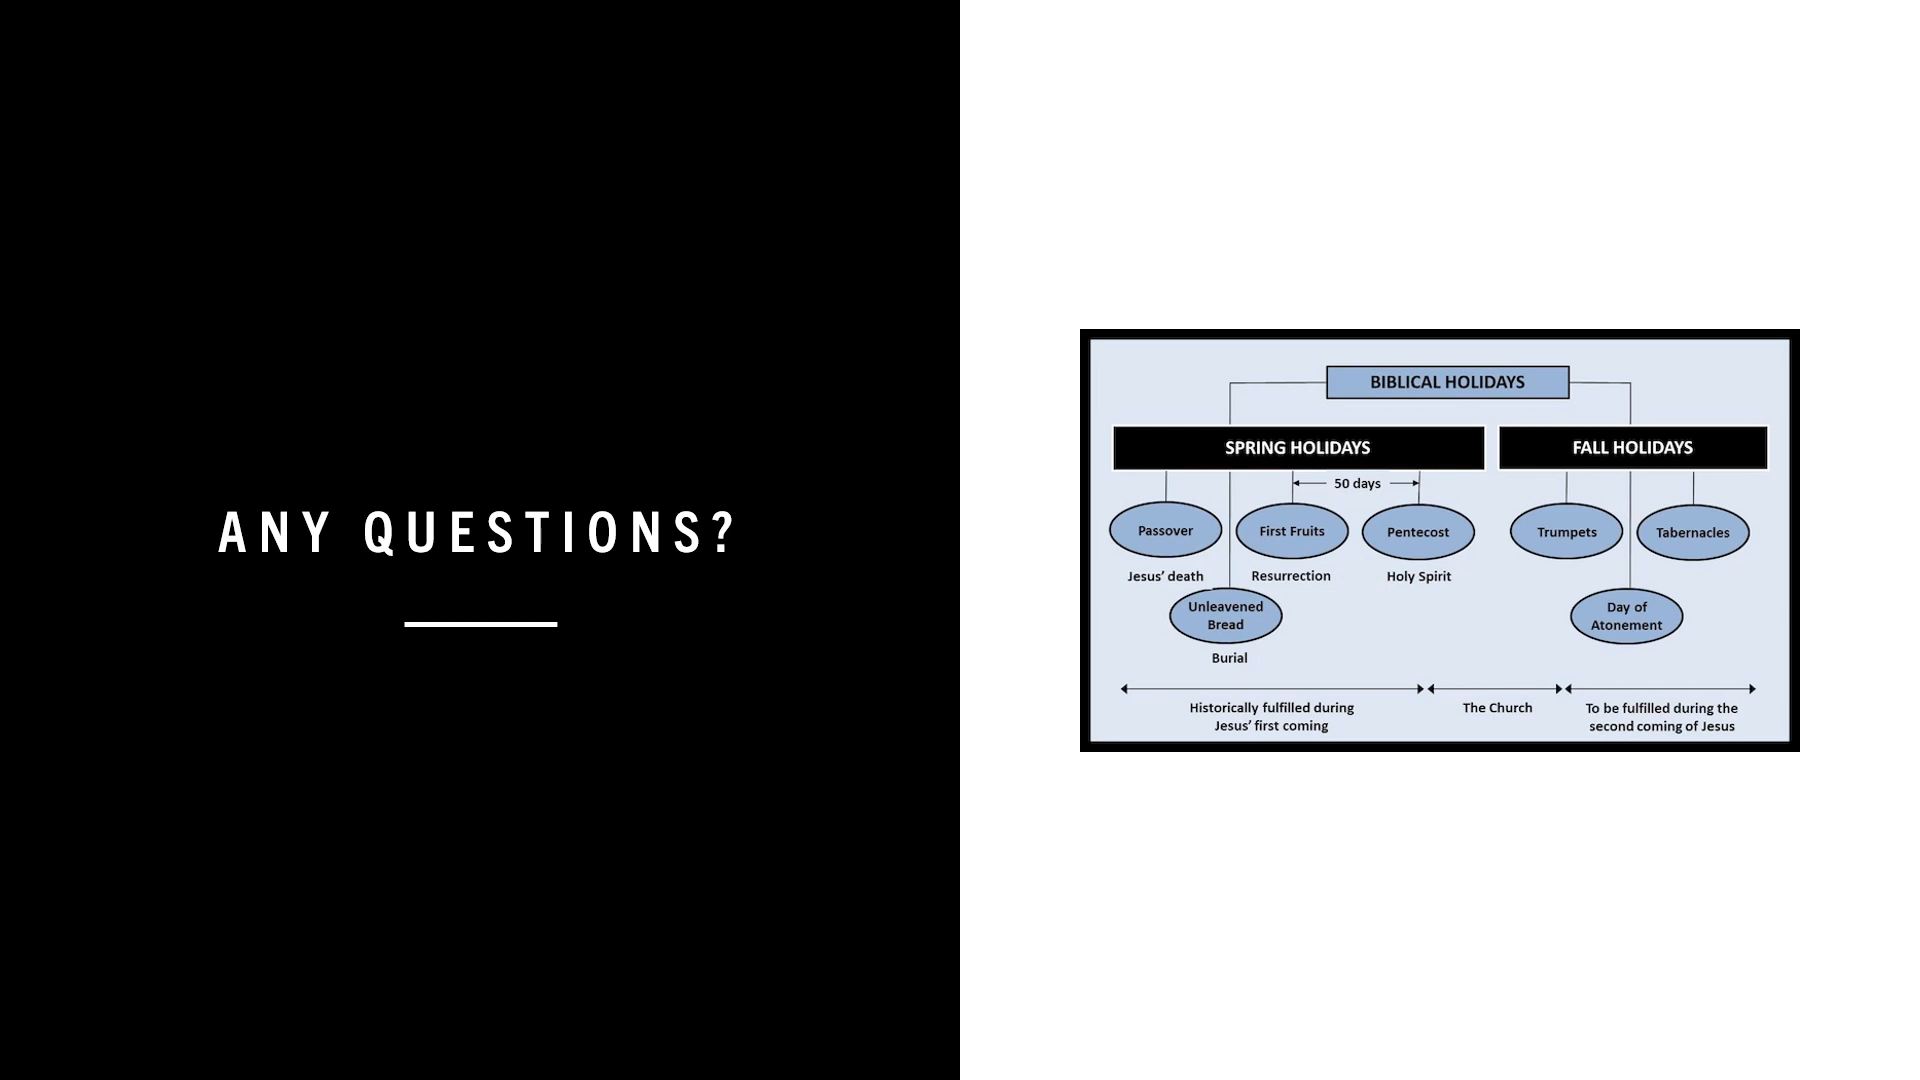 ANY QUESTIONS?
BIBLICAL HOLIDAYS
SPRING HOLIDAYS
FALL HOLIDAYS
50 days
Passover
First Fruits
Pentecost
Trumpets
Tabernacles
Jesus’ death
Resurrection
Holy Spirit
Unleavened
Bread
Day of
Atonement
Burial
Historically fulfilled during
Jesus’ first coming
The Church
To be fulfilled during the
second coming of Jesus